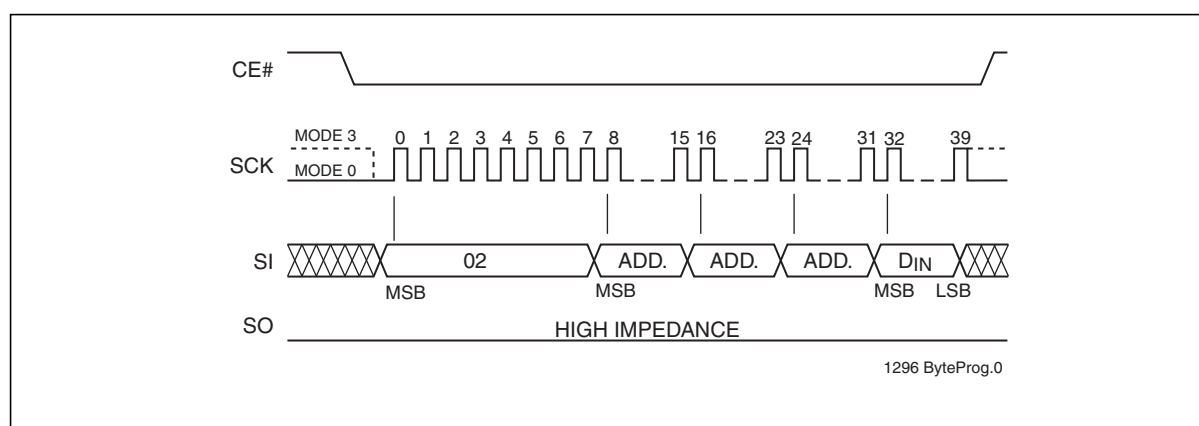 CE#
MODE 3
0 1 2 3 4 5 6 7 8 15 16 23 24 31 32 39
SCK
MODE 0
SI
02 ADD. ADD. ADD. DIN
MSB MSB MSB LSB
SO
HIGH IMPEDANCE
1296 ByteProg.0